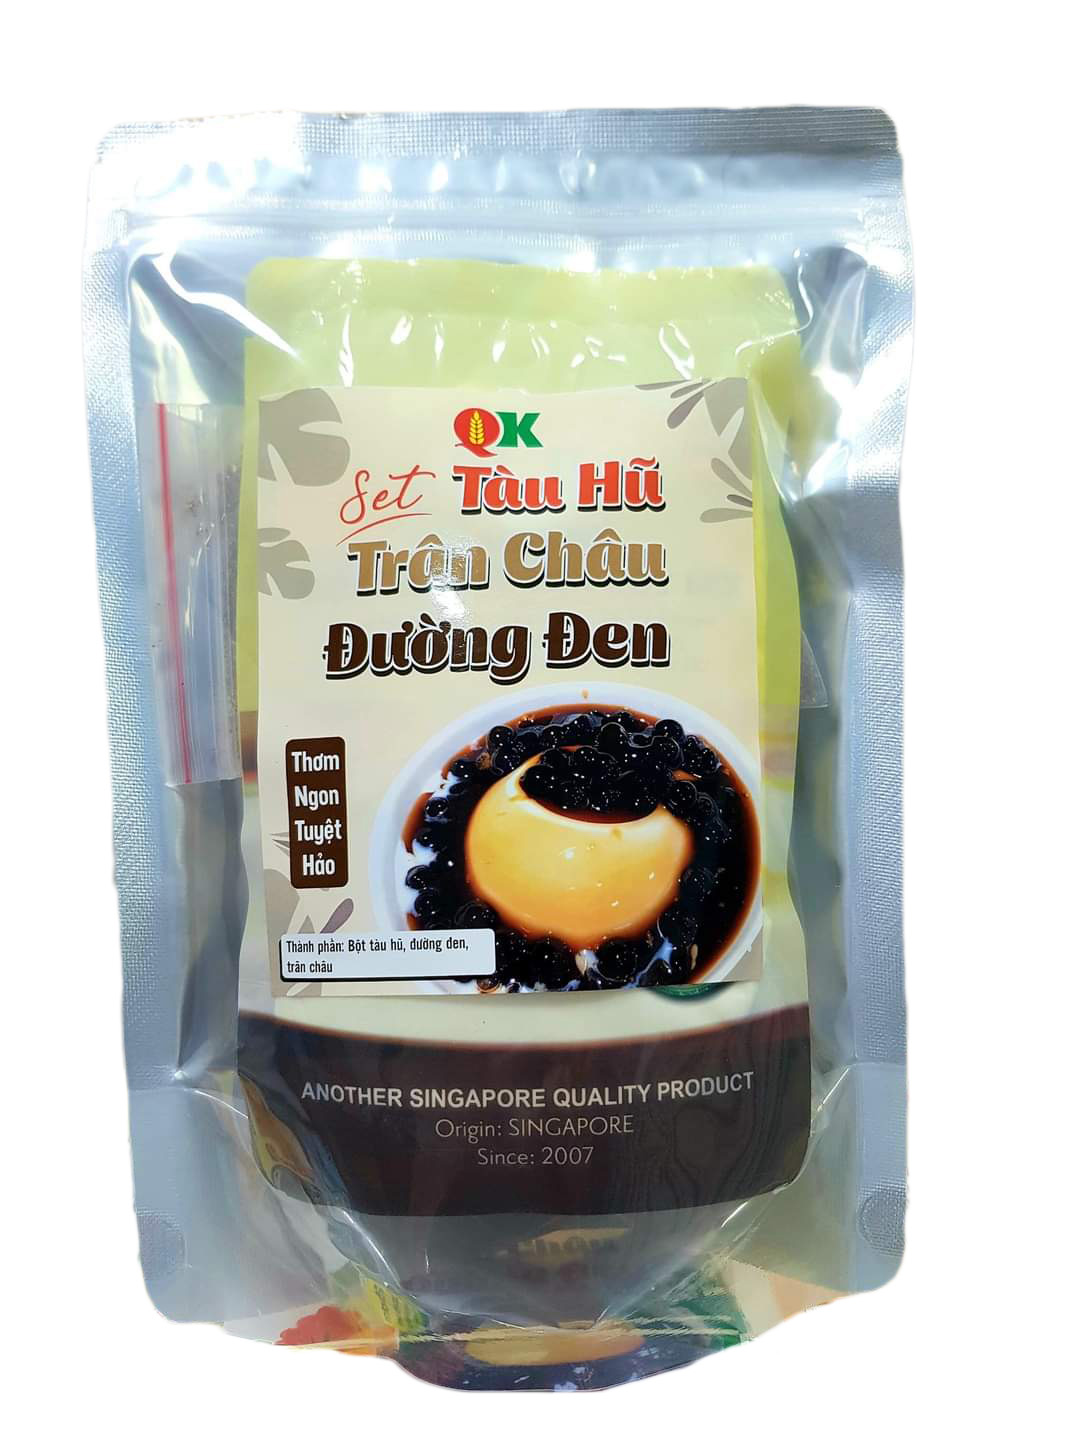 QK
Set Tàu Hũ
Trân Châu
Đường Đen
Thơm
Ngon
Tuyệt
Hảo
Thành phần: Bột tàu hũ, đường đen,
trân châu
ANOTHER SINGAPORE QUALITY PRODUCT
Origin: SINGAPORE
Since: 2007